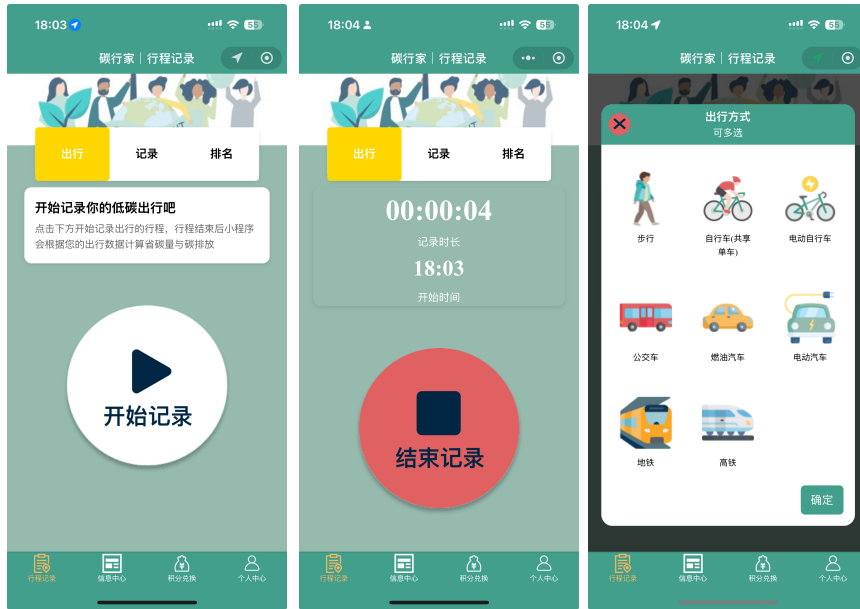 18:03
55
碳行家｜行程记录
出行
记录
排名
开始记录你的低碳出行吧
点击下方开始记录出行的行程，行程结束后小程序
会根据您的出行数据计算省碳量与碳排放
开始记录
行程记录
信息中心
积分兑换
个人中心
18:04
55
碳行家｜行程记录
出行
记录
排名
00:00:04
记录时长
18:03
开始时间
结束记录
行程记录
信息中心
积分兑换
个人中心
18:04
55
碳行家｜行程记录
出行方式
可多选
步行
自行车(共享
单车)
电动自行车
公交车
燃油汽车
电动汽车
地铁
高铁
确定
行程记录
信息中心
积分兑换
个人中心